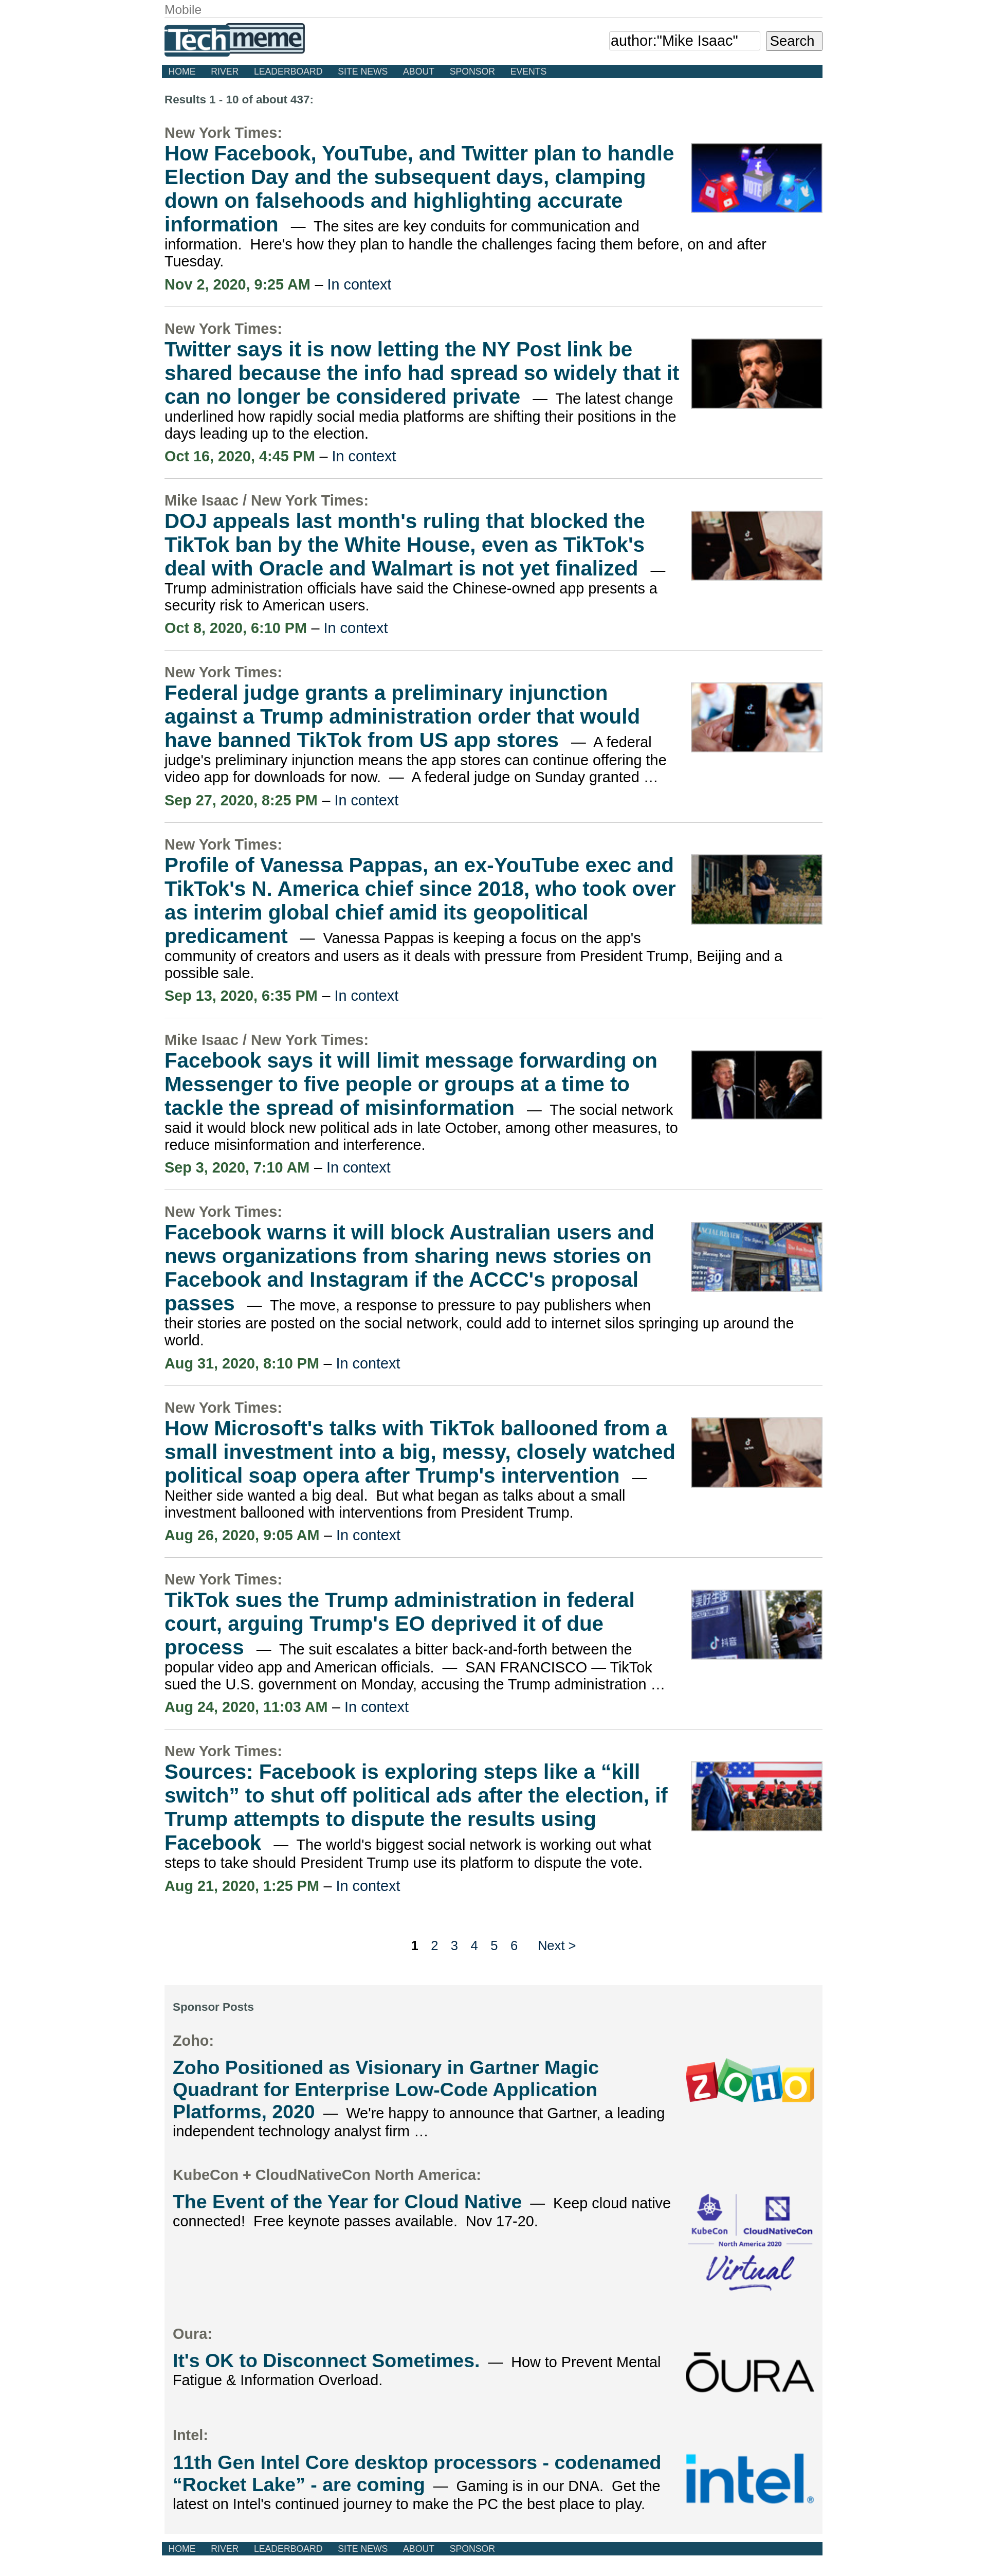 Mobile
Techmeme
author:"Mike Isaac" Search
HOME RIVER LEADERBOARD SITE NEWS ABOUT SPONSOR EVENTS
Results 1 - 10 of about 437:
New York Times:
How Facebook, YouTube, and Twitter plan to handle
Election Day and the subsequent days, clamping
down on falsehoods and highlighting accurate
information — The sites are key conduits for communication and
information. Here's how they plan to handle the challenges facing them before, on and after
Tuesday.
VOTE
Nov 2, 2020, 9:25 AM – In context
New York Times:
Twitter says it is now letting the NY Post link be
shared because the info had spread so widely that it
can no longer be considered private — The latest change
underlined how rapidly social media platforms are shifting their positions in the
days leading up to the election.
Oct 16, 2020, 4:45 PM – In context
Mike Isaac / New York Times:
DOJ appeals last month's ruling that blocked the
TikTok ban by the White House, even as TikTok's
deal with Oracle and Walmart is not yet finalized —
Trump administration officials have said the Chinese-owned app presents a
security risk to American users.
Oct 8, 2020, 6:10 PM – In context
New York Times:
Federal judge grants a preliminary injunction
against a Trump administration order that would
have banned TikTok from US app stores — A federal
judge's preliminary injunction means the app stores can continue offering the
video app for downloads for now. — A federal judge on Sunday granted …
Sep 27, 2020, 8:25 PM – In context
New York Times:
Profile of Vanessa Pappas, an ex-YouTube exec and
TikTok's N. America chief since 2018, who took over
as interim global chief amid its geopolitical
predicament — Vanessa Pappas is keeping a focus on the app's
community of creators and users as it deals with pressure from President Trump, Beijing and a
possible sale.
Sep 13, 2020, 6:35 PM – In context
Mike Isaac / New York Times:
Facebook says it will limit message forwarding on
Messenger to five people or groups at a time to
tackle the spread of misinformation — The social network
said it would block new political ads in late October, among other measures, to
reduce misinformation and interference.
Sep 3, 2020, 7:10 AM – In context
New York Times:
Facebook warns it will block Australian users and
news organizations from sharing news stories on
Facebook and Instagram if the ACCC's proposal
passes — The move, a response to pressure to pay publishers when
their stories are posted on the social network, could add to internet silos springing up around the
world.
30
Aug 31, 2020, 8:10 PM – In context
New York Times:
How Microsoft's talks with TikTok ballooned from a
small investment into a big, messy, closely watched
political soap opera after Trump's intervention —
Neither side wanted a big deal. But what began as talks about a small
investment ballooned with interventions from President Trump.
Aug 26, 2020, 9:05 AM – In context
New York Times:
TikTok sues the Trump administration in federal
court, arguing Trump's EO deprived it of due
process — The suit escalates a bitter back-and-forth between the
popular video app and American officials. — SAN FRANCISCO — TikTok
sued the U.S. government on Monday, accusing the Trump administration …
美好生活
抖音
Aug 24, 2020, 11:03 AM – In context
New York Times:
Sources: Facebook is exploring steps like a “kill
switch” to shut off political ads after the election, if
Trump attempts to dispute the results using
Facebook — The world's biggest social network is working out what
steps to take should President Trump use its platform to dispute the vote.
Aug 21, 2020, 1:25 PM – In context
1 2 3 4 5 6 Next >
Sponsor Posts
Zoho:
Zoho Positioned as Visionary in Gartner Magic
Quadrant for Enterprise Low-Code Application
Platforms, 2020 — We're happy to announce that Gartner, a leading
independent technology analyst firm …
ZOHO
KubeCon + CloudNativeCon North America:
The Event of the Year for Cloud Native — Keep cloud native
connected! Free keynote passes available. Nov 17-20.
KubeCon CloudNativeCon
North America 2020
Virtual
Oura:
It's OK to Disconnect Sometimes. — How to Prevent Mental
Fatigue & Information Overload.
ŌURA
Intel:
11th Gen Intel Core desktop processors - codenamed
“Rocket Lake” - are coming — Gaming is in our DNA. Get the
latest on Intel's continued journey to make the PC the best place to play.
intel®
HOME RIVER LEADERBOARD SITE NEWS ABOUT SPONSOR